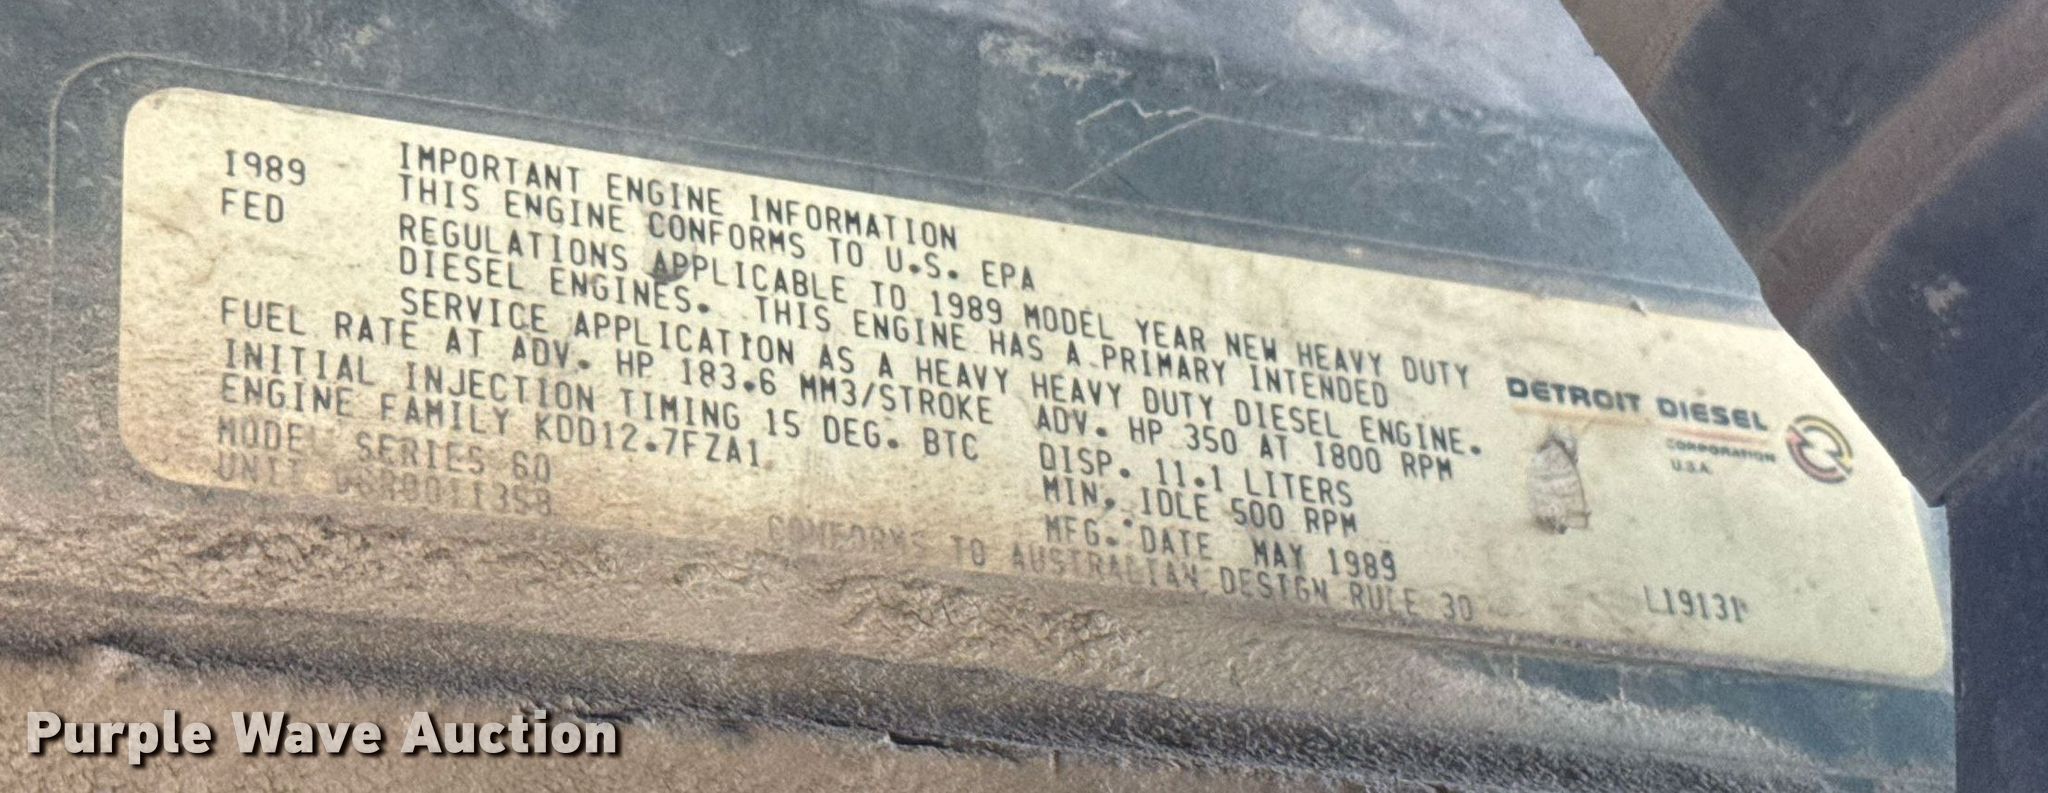 1989
FED
IMPORTANT ENGINE INFORMATION
THIS ENGINE CONFORMS TO U.S. EPA
REGULATIONS APPLICABLE TO 1989 MODEL YEAR NEW HEAVY DUTY
DIESEL ENGINES. THIS ENGINE HAS A PRIMARY INTENDED
SERVICE APPLICATION AS A HEAVY HEAVY DUTY DIESEL ENGINE.
FUEL RATE AT ADV. HP 183.6 MM3/STROKE ADV. HP 350 AT 1800 RPM
INITIAL INJECTION TIMING 15 DEG. BTC DISP. 11.1 LITERS
ENGINE FAMILY KDD12.7FZA1 MIN. IDLE 500 RPM
MODEL SERIES 60 MFG. DATE MAY 1989
UNIT CONFORMS TO AUSTRALIAN DESIGN RULE 30
DETROIT DIESEL
CORPORATION
U.S.A.
L19131
Purple Wave Auction